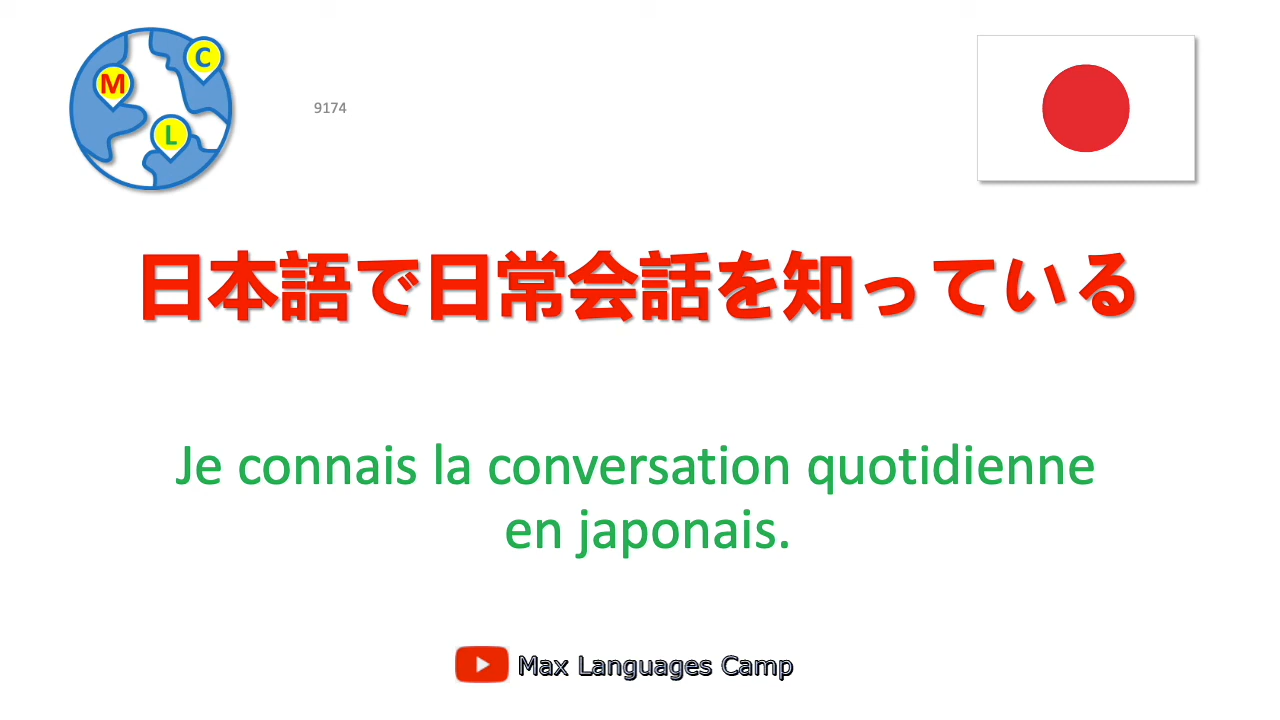 M
C
L
9174
日本語で日常会話を知っている
Je connais la conversation quotidienne
en japonais.
Max Languages Camp